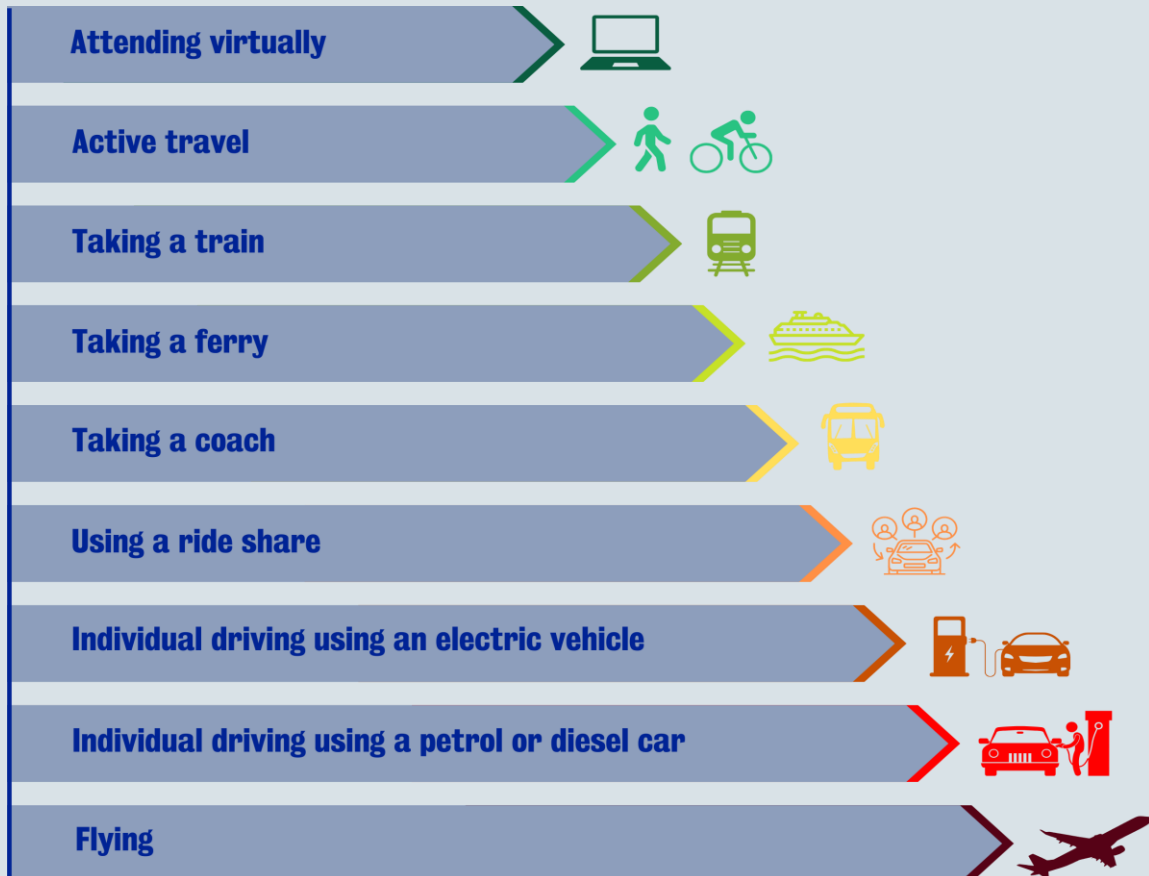 Attending virtually
Active travel
Taking a train
Taking a ferry
Taking a coach
Using a ride share
Individual driving using an electric vehicle
Individual driving using a petrol or diesel car
Flying